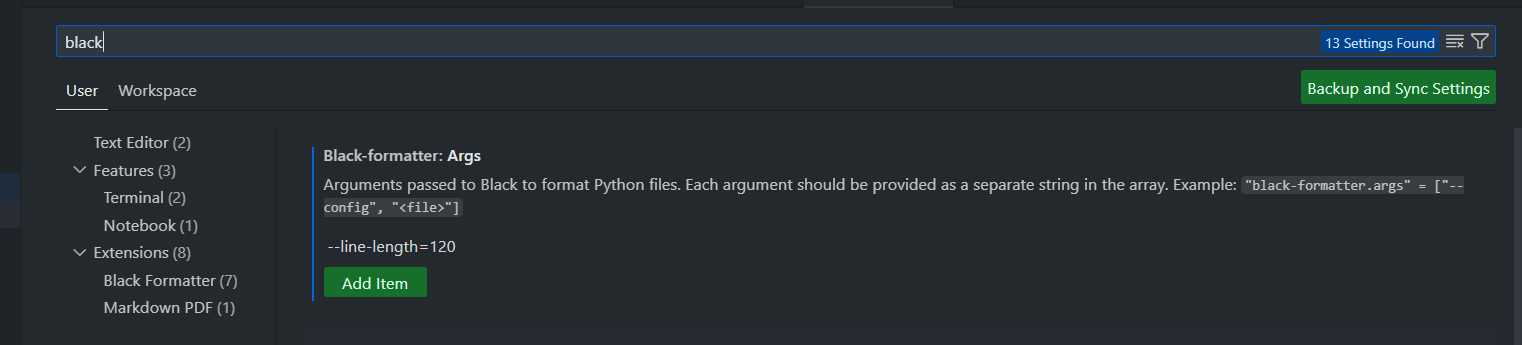 black
13 Settings Found
User
Workspace
Backup and Sync Settings
Text Editor (2)
Features (3)
Terminal (2)
Notebook (1)
Extensions (8)
Black Formatter (7)
Markdown PDF (1)
Black-formatter: Args
Arguments passed to Black to format Python files. Each argument should be provided as a separate string in the array. Example: "black-formatter.args" = ["--
config", "<file>"]
--line-length=120
Add Item